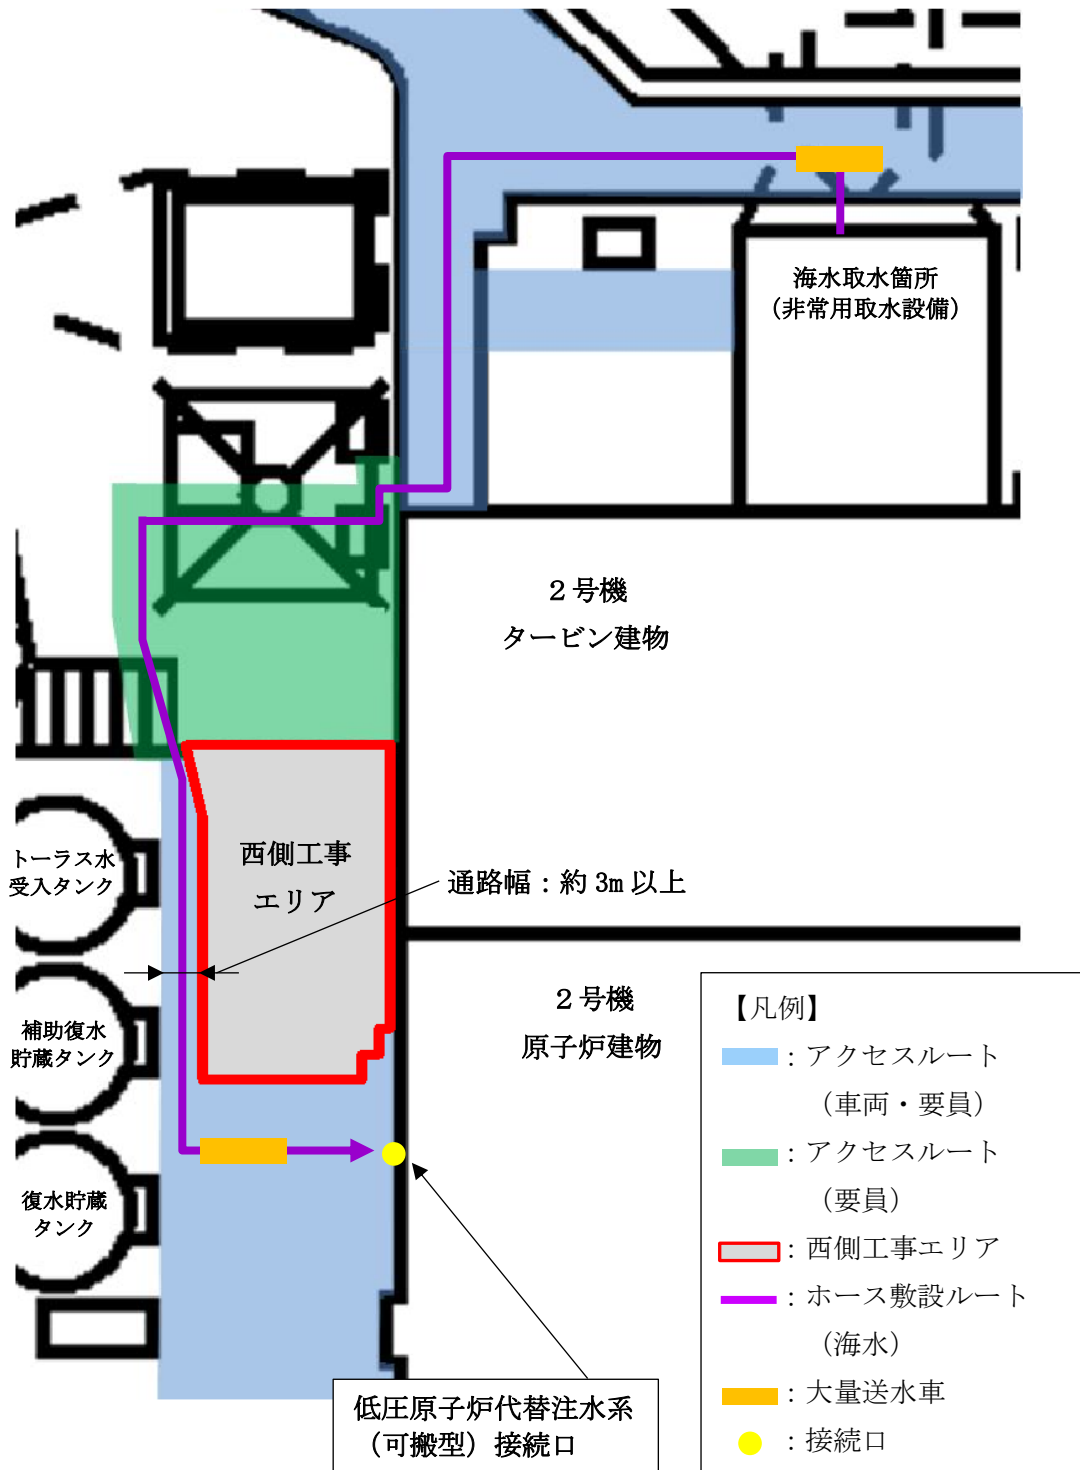 海水取水箇所
（非常用取水設備）
２号機
タービン建物
トーラス水
受入タンク
西側工事
エリア
通路幅：約 3m 以上
補助復水
貯蔵タンク
２号機
原子炉建物
復水貯蔵
タンク
低圧原子炉代替注水系
（可搬型）接続口
【凡例】
：アクセスルート
（車両・要員）
：アクセスルート
（要員）
：西側工事エリア
：ホース敷設ルート
（海水）
：大量送水車
：接続口